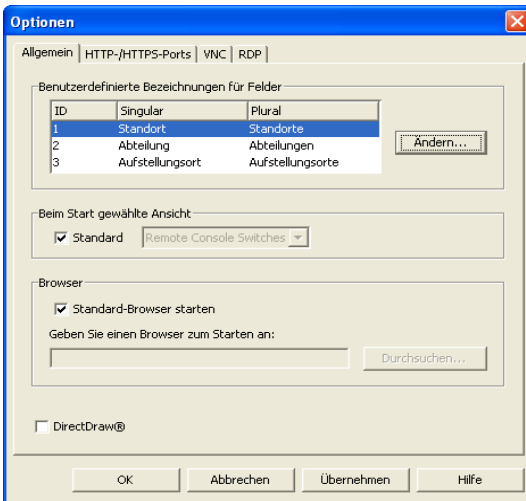 Optionen
Allgemein HTTP-/HTTPS-Ports VNC RDP
Benutzerdefinierte Bezeichnungen für Felder
ID Singular Plural
1 Standort Standorte
2 Abteilung Abteilungen
3 Aufstellungsort Aufstellungsorte
Ändern...
Beim Start gewählte Ansicht
Standard Remote Console Switches
Browser
Standard-Browser starten
Geben Sie einen Browser zum Starten an:
Durchsuchen...
DirectDraw®
OK Abbrechen Übernehmen Hilfe